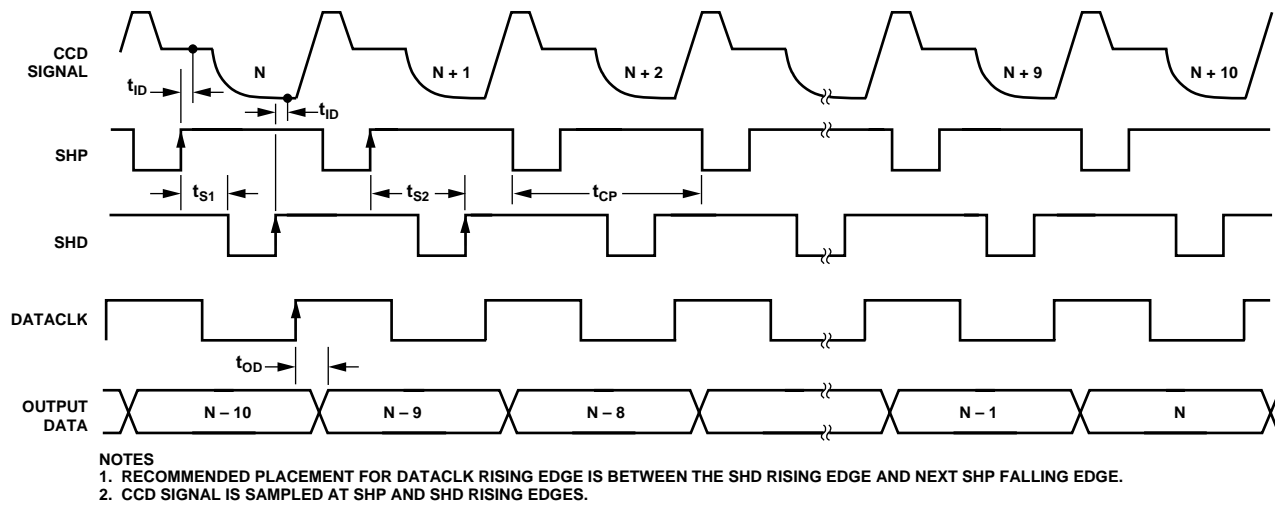 CCD
SIGNAL
N
N + 1
N + 2
N + 9
N + 10
tID
tID
SHP
tS1
tS2
tCP
SHD
DATACLK
tOD
OUTPUT
DATA
N – 10
N – 9
N – 8
N – 1
N
NOTES
1. RECOMMENDED PLACEMENT FOR DATACLK RISING EDGE IS BETWEEN THE SHD RISING EDGE AND NEXT SHP FALLING EDGE.
2. CCD SIGNAL IS SAMPLED AT SHP AND SHD RISING EDGES.